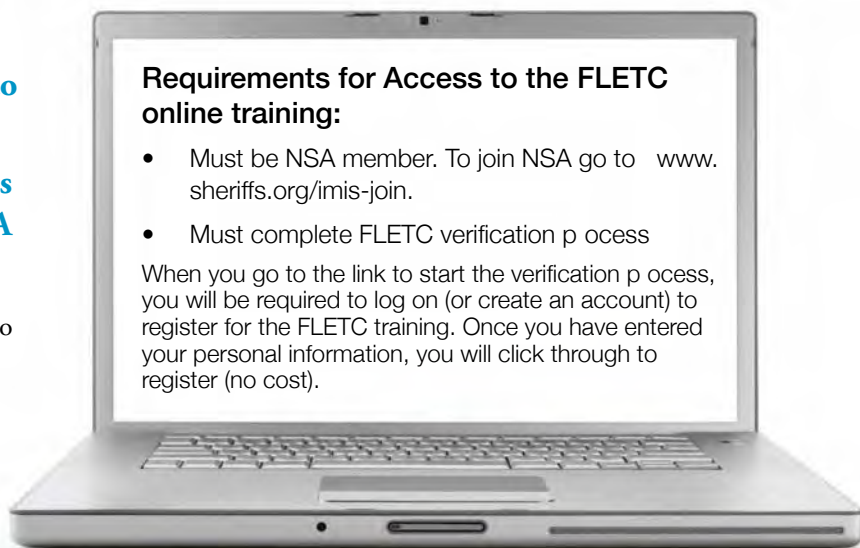 o
s
A
o
Requirements for Access to the FLETC
online training:
• Must be NSA member. To join NSA go to www.
sheriffs.org/imis-join.
• Must complete FLETC verification p ocess
When you go to the link to start the verification p ocess,
you will be required to log on (or create an account) to
register for the FLETC training. Once you have entered
your personal information, you will click through to
register (no cost).